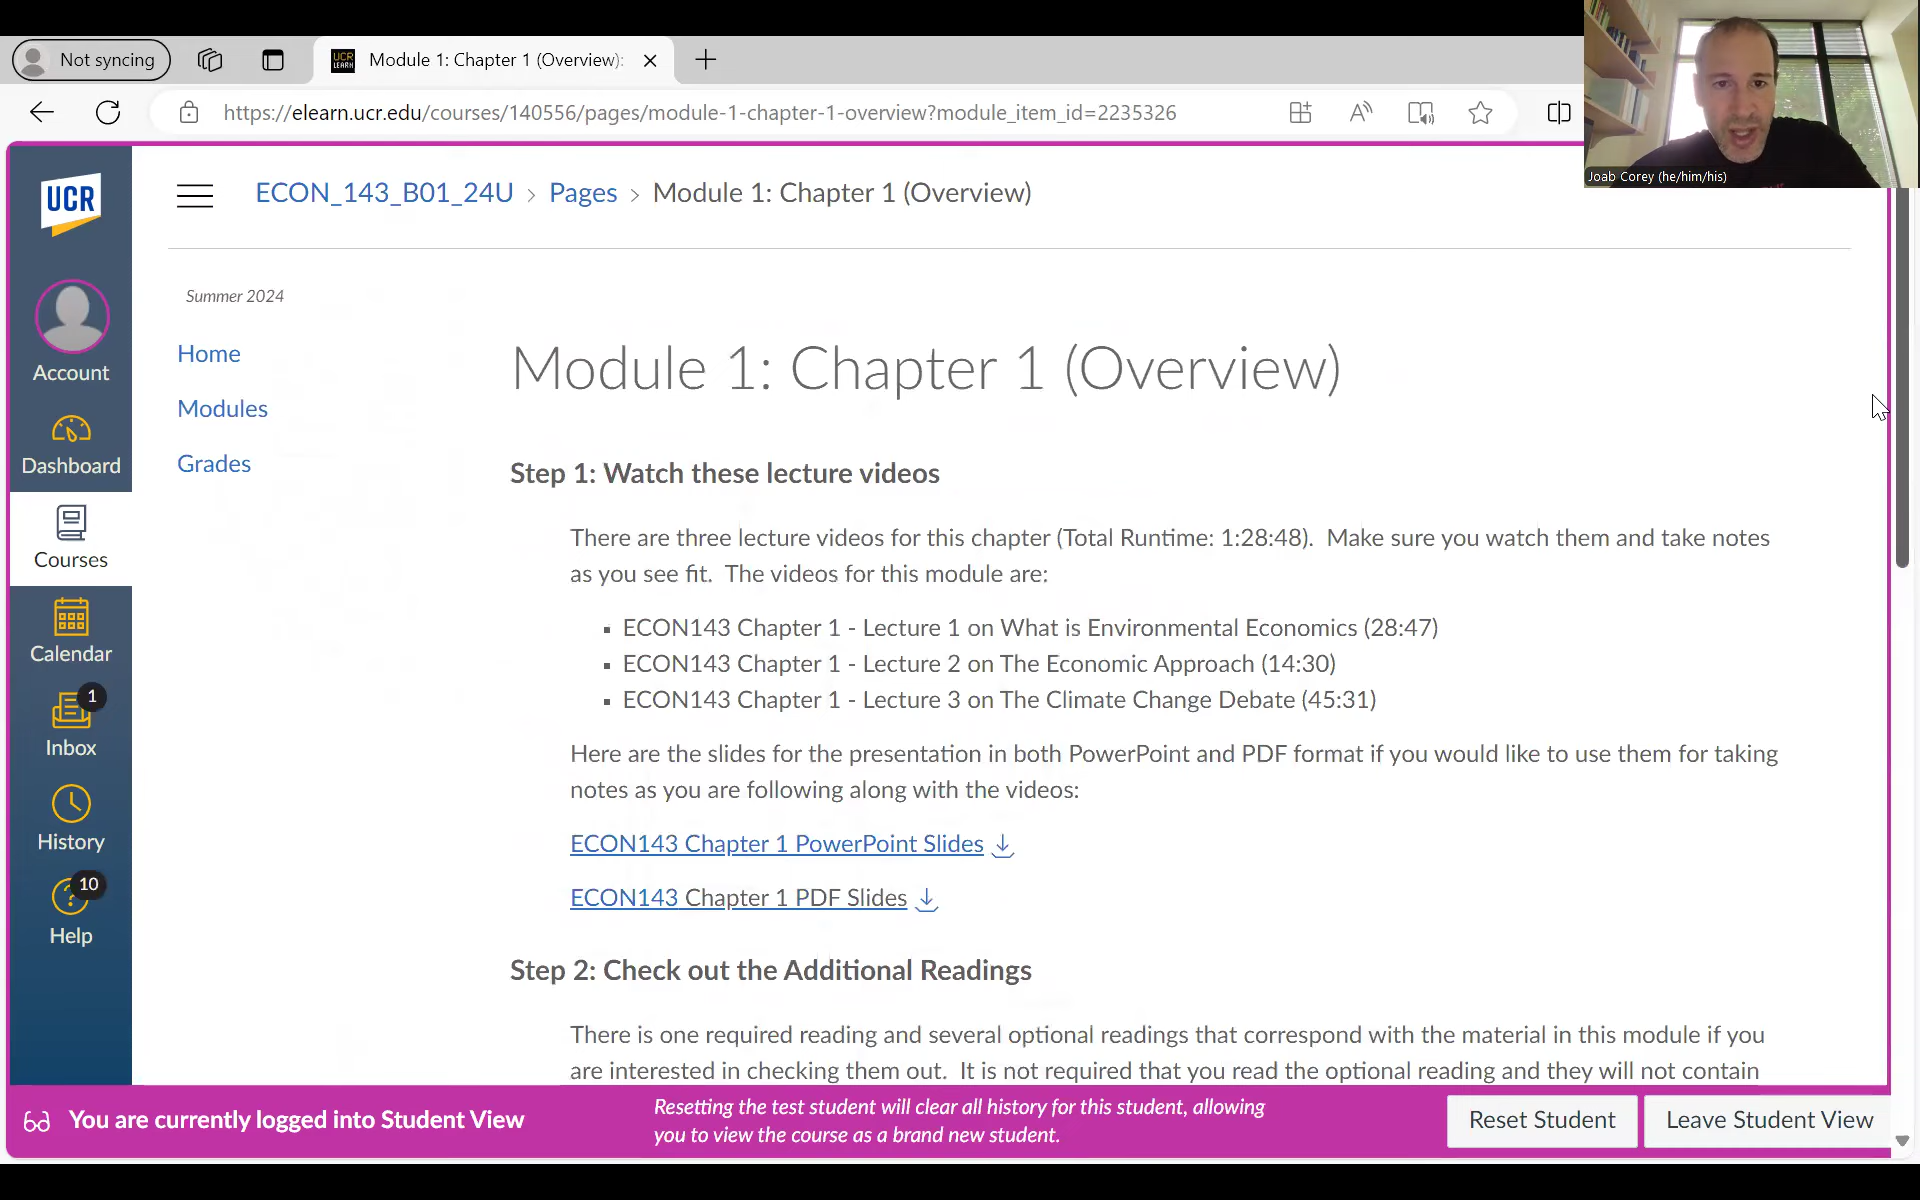 Not syncing
UCR LEARN
Module 1: Chapter 1 (Overview):
https://elearn.ucr.edu/courses/140556/pages/module-1-chapter-1-overview?module_item_id=2235326
Joab Corey (he/him/his)
UCR
ECON_143_B01_24U > Pages > Module 1: Chapter 1 (Overview)
Account
Dashboard
Courses
Calendar
1
Inbox
History
10
Help
Summer 2024
Home
Modules
Grades
Module 1: Chapter 1 (Overview)
Step 1: Watch these lecture videos
There are three lecture videos for this chapter (Total Runtime: 1:28:48). Make sure you watch them and take notes
as you see fit. The videos for this module are:
▪ ECON143 Chapter 1 - Lecture 1 on What is Environmental Economics (28:47)
▪ ECON143 Chapter 1 - Lecture 2 on The Economic Approach (14:30)
▪ ECON143 Chapter 1 - Lecture 3 on The Climate Change Debate (45:31)
Here are the slides for the presentation in both PowerPoint and PDF format if you would like to use them for taking
notes as you are following along with the videos:
ECON143 Chapter 1 PowerPoint Slides
ECON143 Chapter 1 PDF Slides
Step 2: Check out the Additional Readings
There is one required reading and several optional readings that correspond with the material in this module if you
are interested in checking them out. It is not required that you read the optional reading and they will not contain
You are currently logged into Student View
Resetting the test student will clear all history for this student, allowing
you to view the course as a brand new student.
Reset Student
Leave Student View